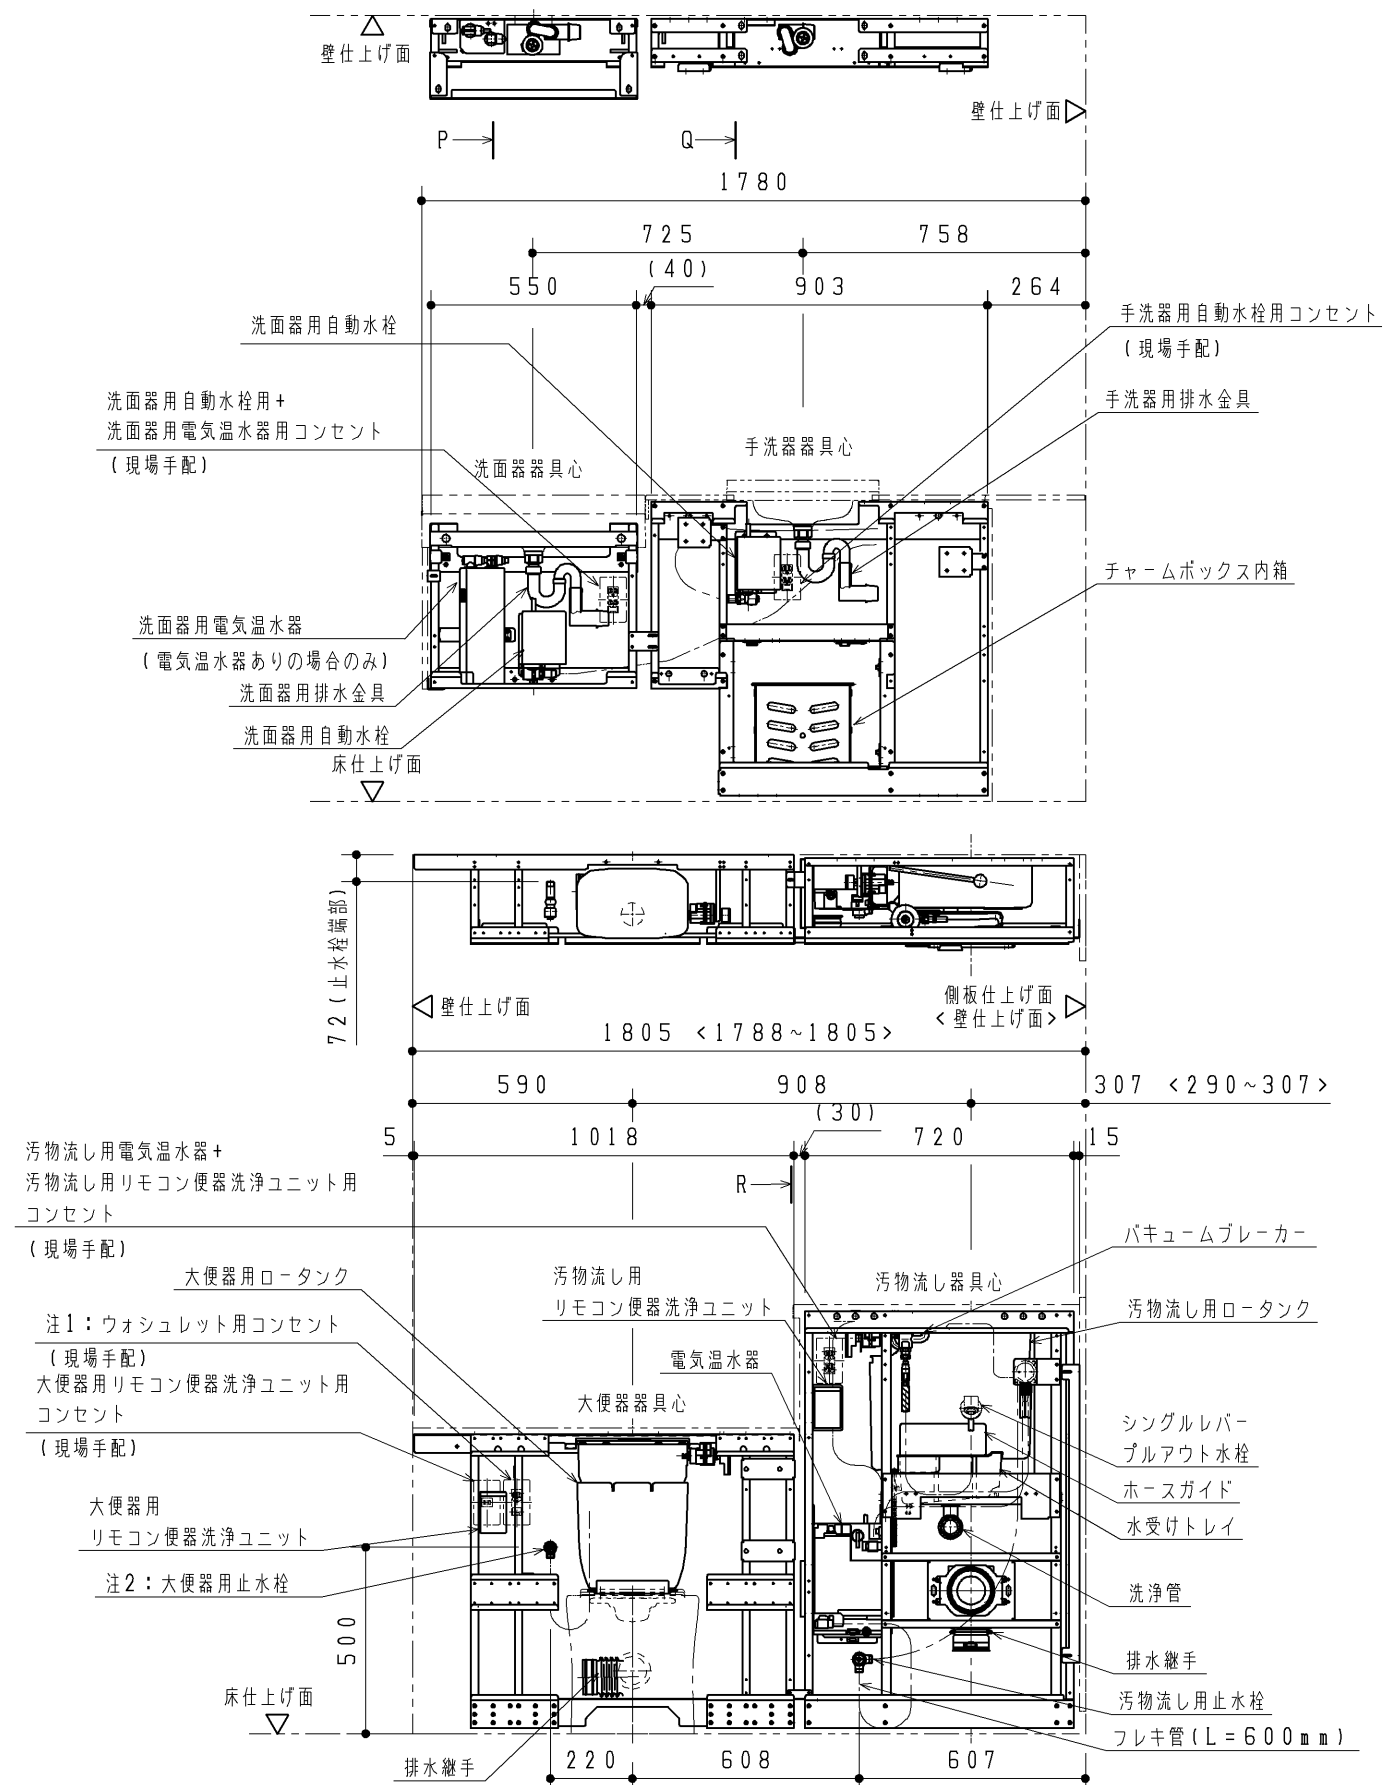 壁仕上げ面
壁仕上げ面
P
Q
1780
725
758
(40)
550
903
264
洗面器用自動水栓
手洗器用自動水栓用コンセント
(現場手配)
洗面器用自動水栓用+
洗面器用電気温水器用コンセント
(現場手配)
手洗器用排水金具
手洗器器具心
洗面器器具心
チャームボックス内箱
洗面器用電気温水器
(電気温水器ありの場合のみ)
洗面器用排水金具
洗面器用自動水栓
床仕上げ面
72(止水栓端部)
壁仕上げ面
側板仕上げ面
<壁仕上げ面>
1805 <1788~1805>
590
908
307 <290~307>
(30)
5
1018
720
15
汚物流し用電気温水器+
汚物流し用リモコン便器洗浄ユニット用
コンセント
(現場手配)
R
バキュームブレーカー
大便器用ロータンク
汚物流し用
リモコン便器洗浄ユニット
汚物流し器具心
汚物流し用ロータンク
注1:ウォシュレット用コンセント
(現場手配)
電気温水器
大便器用リモコン便器洗浄ユニット用
コンセント
(現場手配)
大便器器具心
シングルレバー
プルアウト水栓
ホースガイド
水受けトレイ
大便器用
リモコン便器洗浄ユニット
注2:大便器用止水栓
洗浄管
500
排水継手
床仕上げ面
汚物流し用止水栓
フレキ管(L=600mm)
排水継手
220
608
607